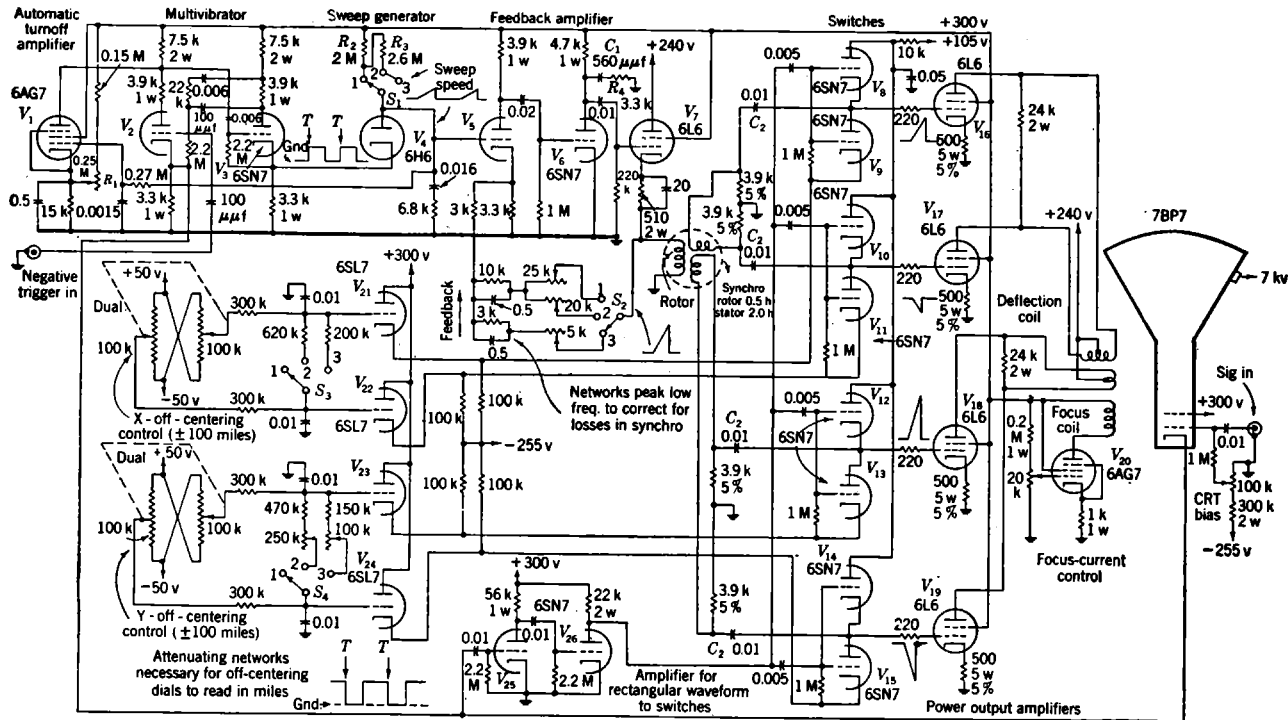 Automatic
turnoff
amplifier
Multivibrator
Sweep generator
Feedback amplifier
Switches
+300 v
+105 v
10 k
6L6
0.15 M
7.5 k
2 w
7.5 k
2 w
R2
2 M
R3
2.6 M
3.9 k
1 w
4.7 k
1 w
C1
560 μμf
R4
+240 v
0.005
V8
6SN7
0.05
6AG7
V1
3.9 k
1 w
22
k
0.006
3.9 k
1 w
1
2
3
S1
Sweep
speed
V2
100
μμf
2.2
M
0.006
2.2
M
V3
6SN7
T
T
Gnd
V4
6H6
V5
0.02
0.01
V6
6SN7
3.3 k
V7
6L6
0.01
C2
6SN7
220
V16
24 k
2 w
V9
6SN7
1 M
500
5 w
5 %
0.25
M
R1
0.27 M
0.016
0.5
15 k
0.0015
3.3 k
1 w
100
μμf
3.3 k
1 w
6.8 k
3 k
3.3 k
1 M
220
k
20
510
2 w
3.9 k
5 %
3.9 k
5 %
C2
0.01
0.005
V10
V17
6L6
220
+240 v
7BP7
7 kv
Negative
trigger in
+50 v
Dual
100 k
100 k
−50 v
300 k
0.01
620 k
200 k
1
2
3
S3
6SL7
V21
+300 v
V22
6SL7
300 k
0.01
X - off - centering
control (± 100 miles)
Feedback
10 k
25 k
0.5
3 k
20 k
5 k
0.5
1
2
3
S2
Rotor
Synchro
rotor 0.5 h
stator 2.0 h
V11
6SN7
1 M
500
5 w
5 %
Deflection
coil
24 k
2 w
Networks peak low
freq. to correct for
losses in synchro
100 k
100 k
−255 v
100 k
100 k
0.005
V12
6SN7
C2
0.01
V13
1 M
220
V18
6L6
500
5 w
5 %
3.9 k
5 %
Focus
coil
0.2
M
1 w
20
k
V20
6AG7
1 k
1 w
Focus-current
control
Sig in
+300 v
0.01
1 M
CRT
bias
100 k
300 k
2 w
−255 v
Dual
+50 v
100 k
100 k
−50 v
300 k
0.01
470 k
150 k
250 k
100 k
1
2
3
S4
V23
V24
6SL7
300 k
0.01
Y - off - centering
control (± 100 miles)
Attenuating networks
necessary for off-centering
dials to read in miles
T
T
Gnd
+300 v
56 k
1 w
6SN7
22 k
2 w
0.01
0.01
V26
2.2
M
V25
2.2 M
Amplifier for
rectangular waveform
to switches
3.9 k
5 %
C2
0.01
0.005
V14
6SN7
V15
6SN7
1 M
V19
6L6
220
500
5 w
5 %
Power output amplifiers